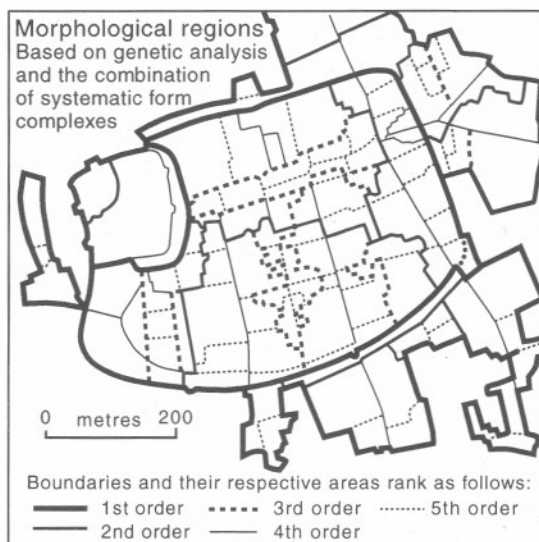 Morphological regions
Based on genetic analysis
and the combination
of systematic form
complexes
0 metres 200
Boundaries and their respective areas rank as follows:
1st order 3rd order 5th order
2nd order 4th order